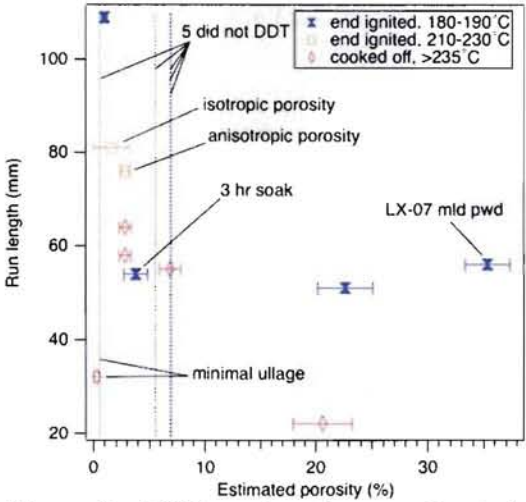 end ignited, 180-190°C
end ignited, 210-230°C
cooked off, >235°C
5 did not DDT
isotropic porosity
anisotropic porosity
3 hr soak
LX-07 mld pwd
minimal ullage
Run length (mm)
100
80
60
40
20
0
10
20
30
Estimated porosity (%)